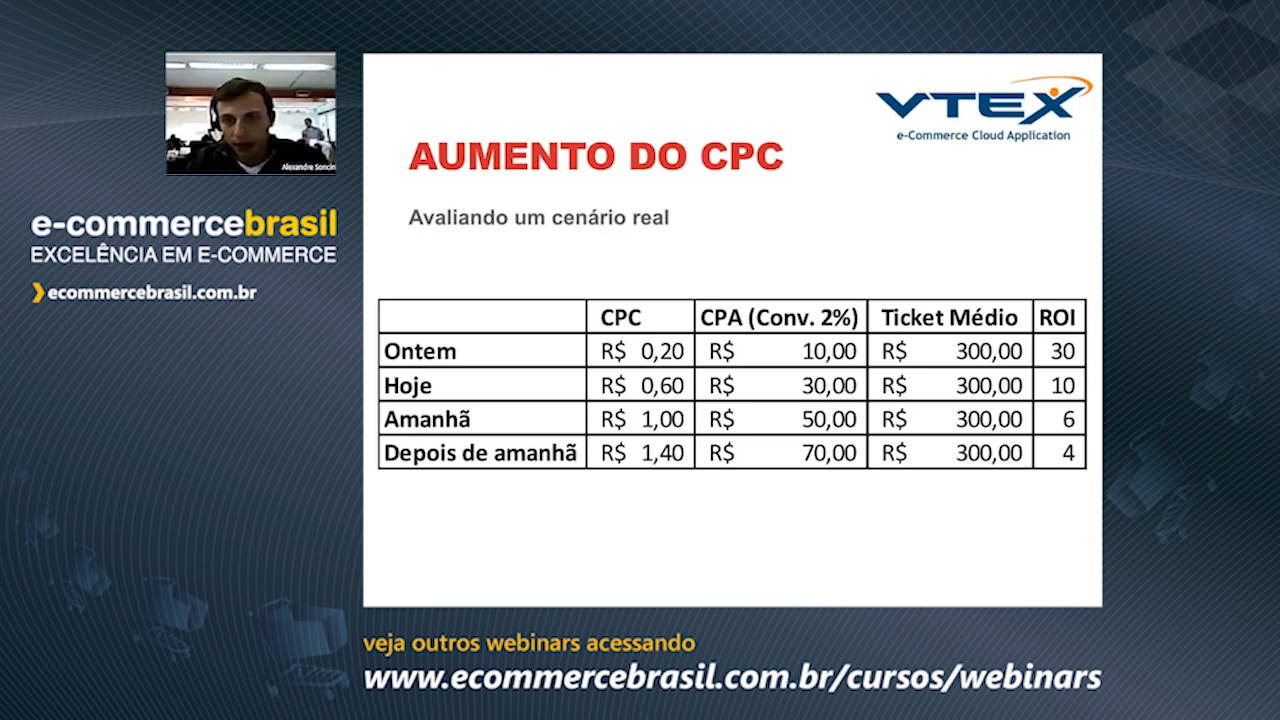 Alexandre Soncin
e-commercebrasil
EXCELÊNCIA EM E-COMMERCE
ecommercebrasil.com.br
VTEX
e-Commerce Cloud Application
AUMENTO DO CPC
Avaliando um cenário real
CPC CPA (Conv. 2%) Ticket Médio ROI
Ontem R$ 0,20 R$ 10,00 R$ 300,00 30
Hoje R$ 0,60 R$ 30,00 R$ 300,00 10
Amanhã R$ 1,00 R$ 50,00 R$ 300,00 6
Depois de amanhã R$ 1,40 R$ 70,00 R$ 300,00 4
veja outros webinars acessando
www.ecommercebrasil.com.br/cursos/webinars